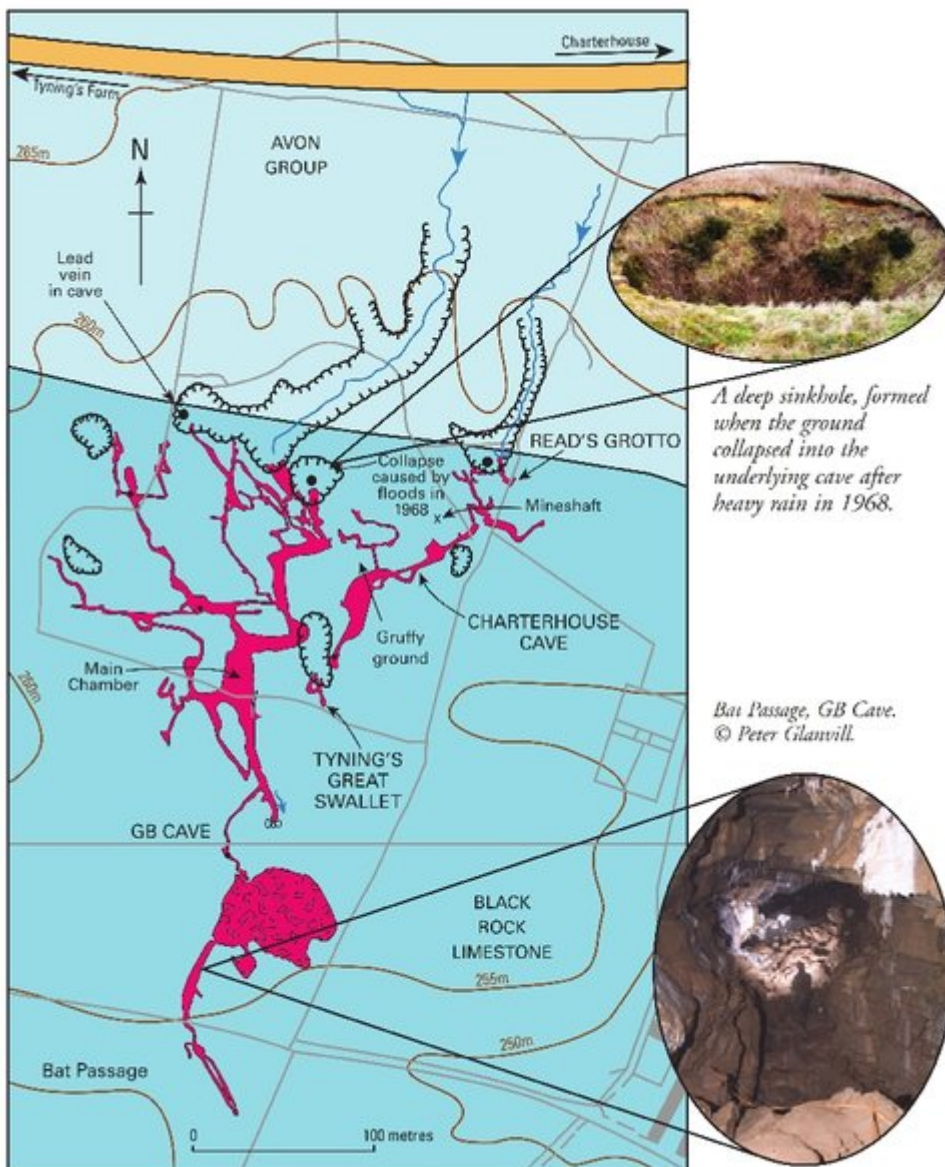 Charterhouse
Tyning's Farm
285m
N
AVON
GROUP
Lead
vein
in cave
260m
READ'S GROTTO
Collapse
caused by
floods in
1968
x
Mineshaft
CHARTERHOUSE
CAVE
Gruffy
ground
Main
Chamber
260m
TYNING'S
GREAT
SWALLET
GB CAVE
BLACK
ROCK
LIMESTONE
255m
250m
Bat Passage
0
100 metres
A deep sinkhole, formed
when the ground
collapsed into the
underlying cave after
heavy rain in 1968.
Bat Passage, GB Cave.
© Peter Glanvill.